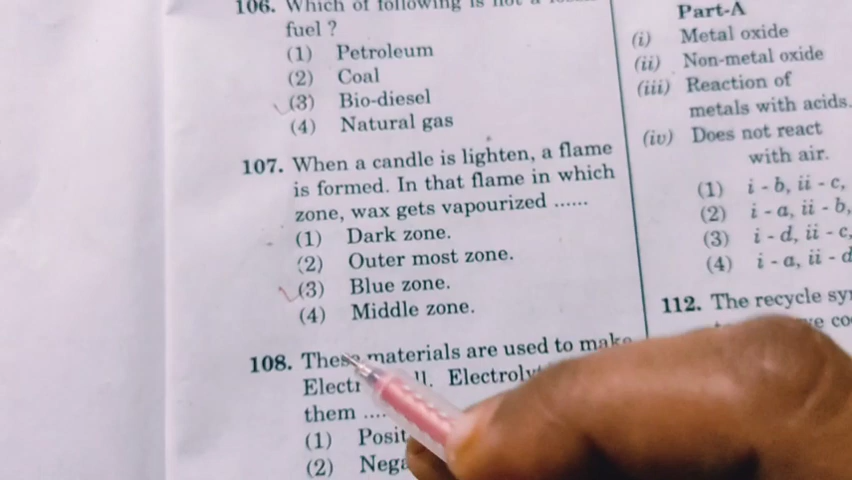 106. Which of following is not a
fuel ?
(1) Petroleum
(2) Coal
(3) Bio-diesel
(4) Natural gas
107. When a candle is lighten, a flame
is formed. In that flame in which
zone, wax gets vapourized ......
(1) Dark zone.
(2) Outer most zone.
(3) Blue zone.
(4) Middle zone.
108. These materials are used to make
them ....
(1)
(2)
Part-A
(i) Metal oxide
(ii) Non-metal oxide
(iii) Reaction of
metals with acids.
(iv) Does not react
with air.
(1) i - b, ii - c,
(2) i - a, ii - b,
(3) i - d, ii - c,
(4) i - a, ii - d
112. The recycle